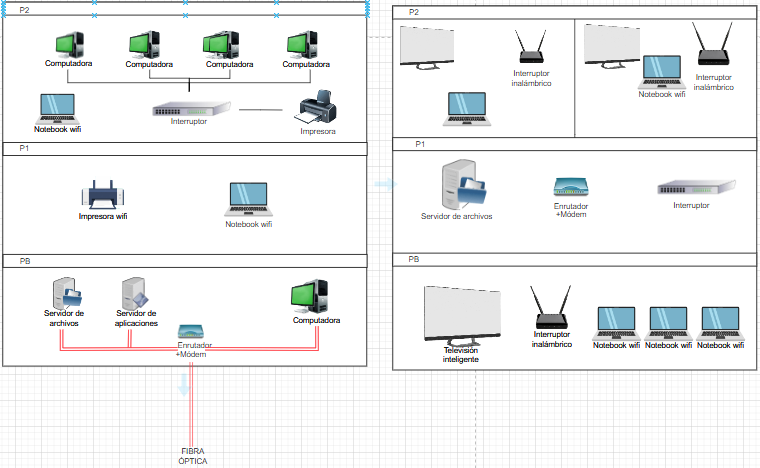 P2
Computadora
Computadora
Computadora
Computadora
Notebook wifi
Interruptor
Impresora
P1
Impresora wifi
Notebook wifi
PB
Servidor de
archivos
Servidor de
aplicaciones
Computadora
Enrutador
+Módem
FIBRA
ÓPTICA
P2
Interruptor
inalámbrico
Notebook wifi
Interruptor
inalámbrico
P1
Servidor de archivos
Enrutador
+Módem
Interruptor
PB
Televisión
inteligente
Interruptor
inalámbrico
Notebook wifi
Notebook wifi
Notebook wifi